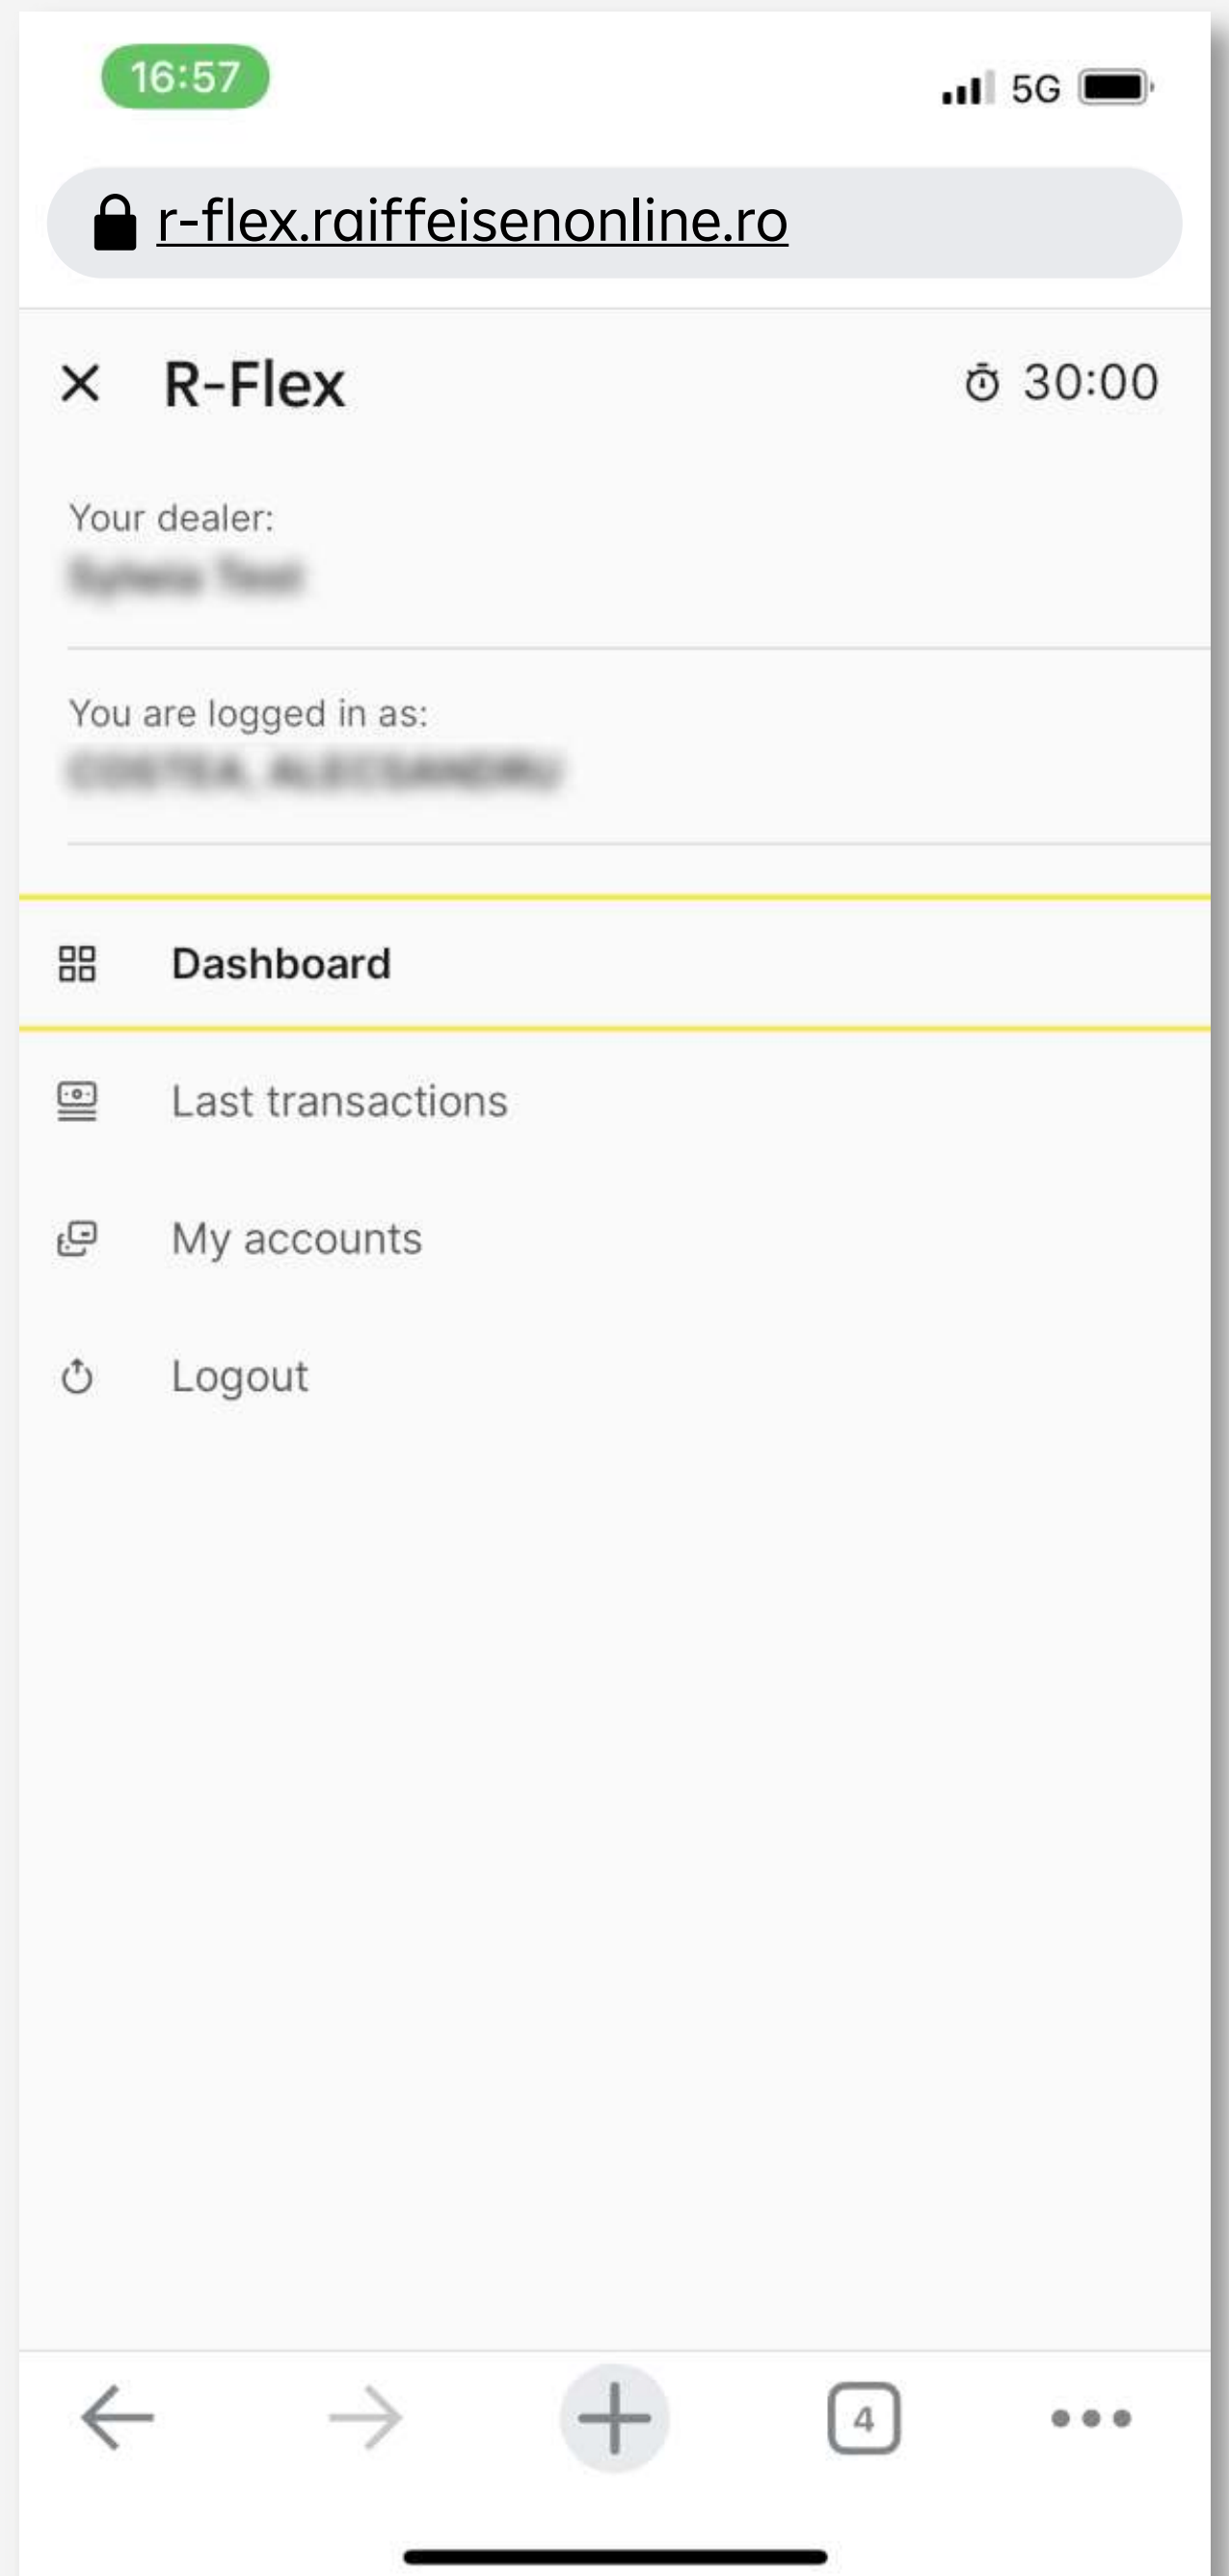 16:57
5G
r-flex.raiffeisenonline.ro
R-Flex
30:00
Your dealer:
You are logged in as:
Dashboard
Last transactions
My accounts
Logout
4